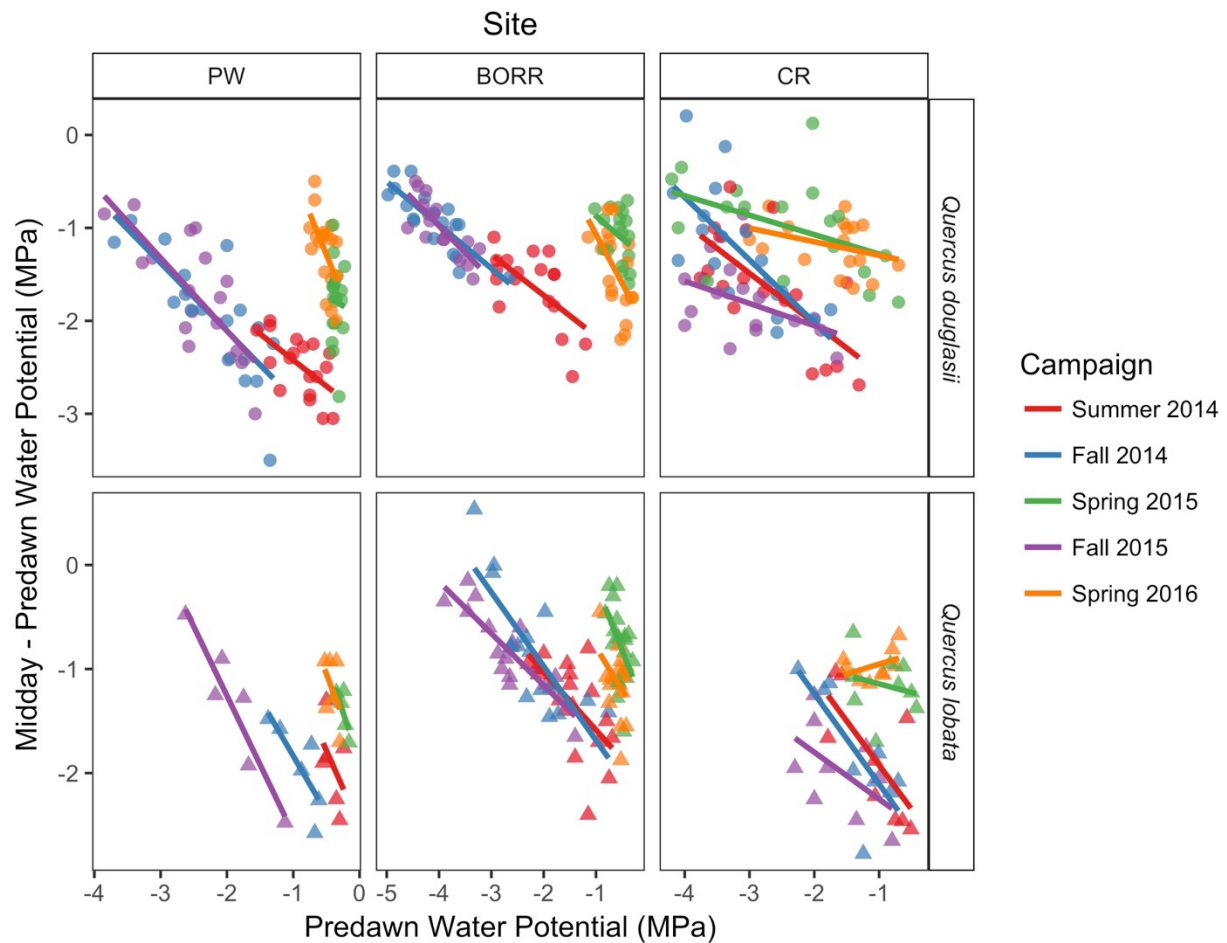 Site
PW BORR CR
0
-1
-2
-3
Quercus douglasii
0
-1
-2
Quercus lobata
Midday - Predawn Water Potential (MPa)
-4 -3 -2 -1 0
-5 -4 -3 -2 -1
-4 -3 -2 -1
Predawn Water Potential (MPa)
Campaign
Summer 2014
Fall 2014
Spring 2015
Fall 2015
Spring 2016